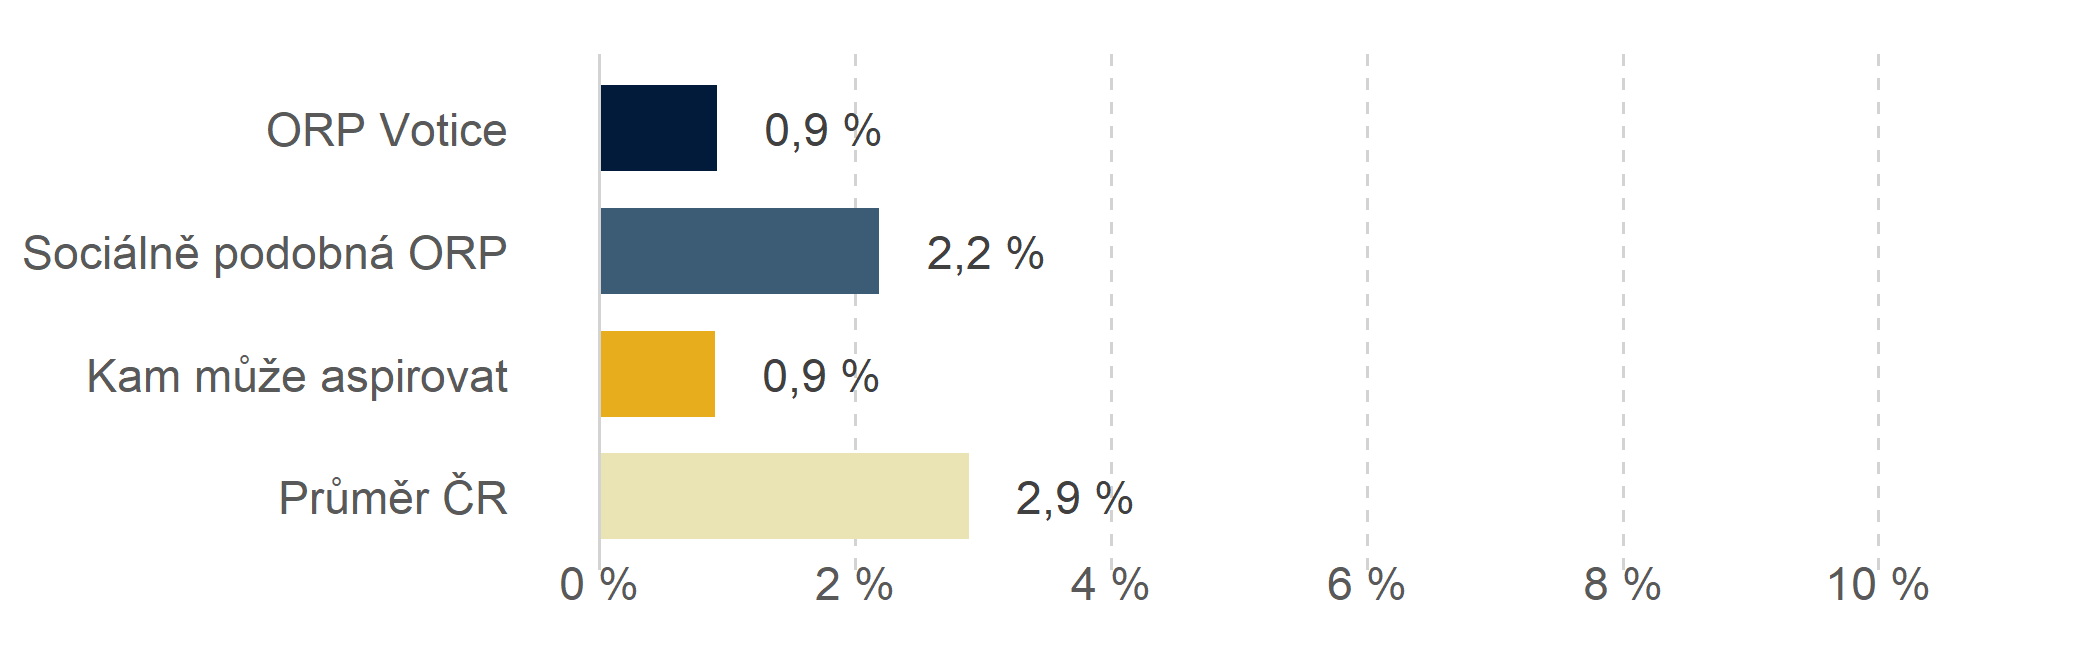 ORP Votice
0,9 %
Sociálně podobná ORP
2,2 %
Kam může aspirovat
0,9 %
Průměr ČR
2,9 %
0 %
2 %
4 %
6 %
8 %
10 %